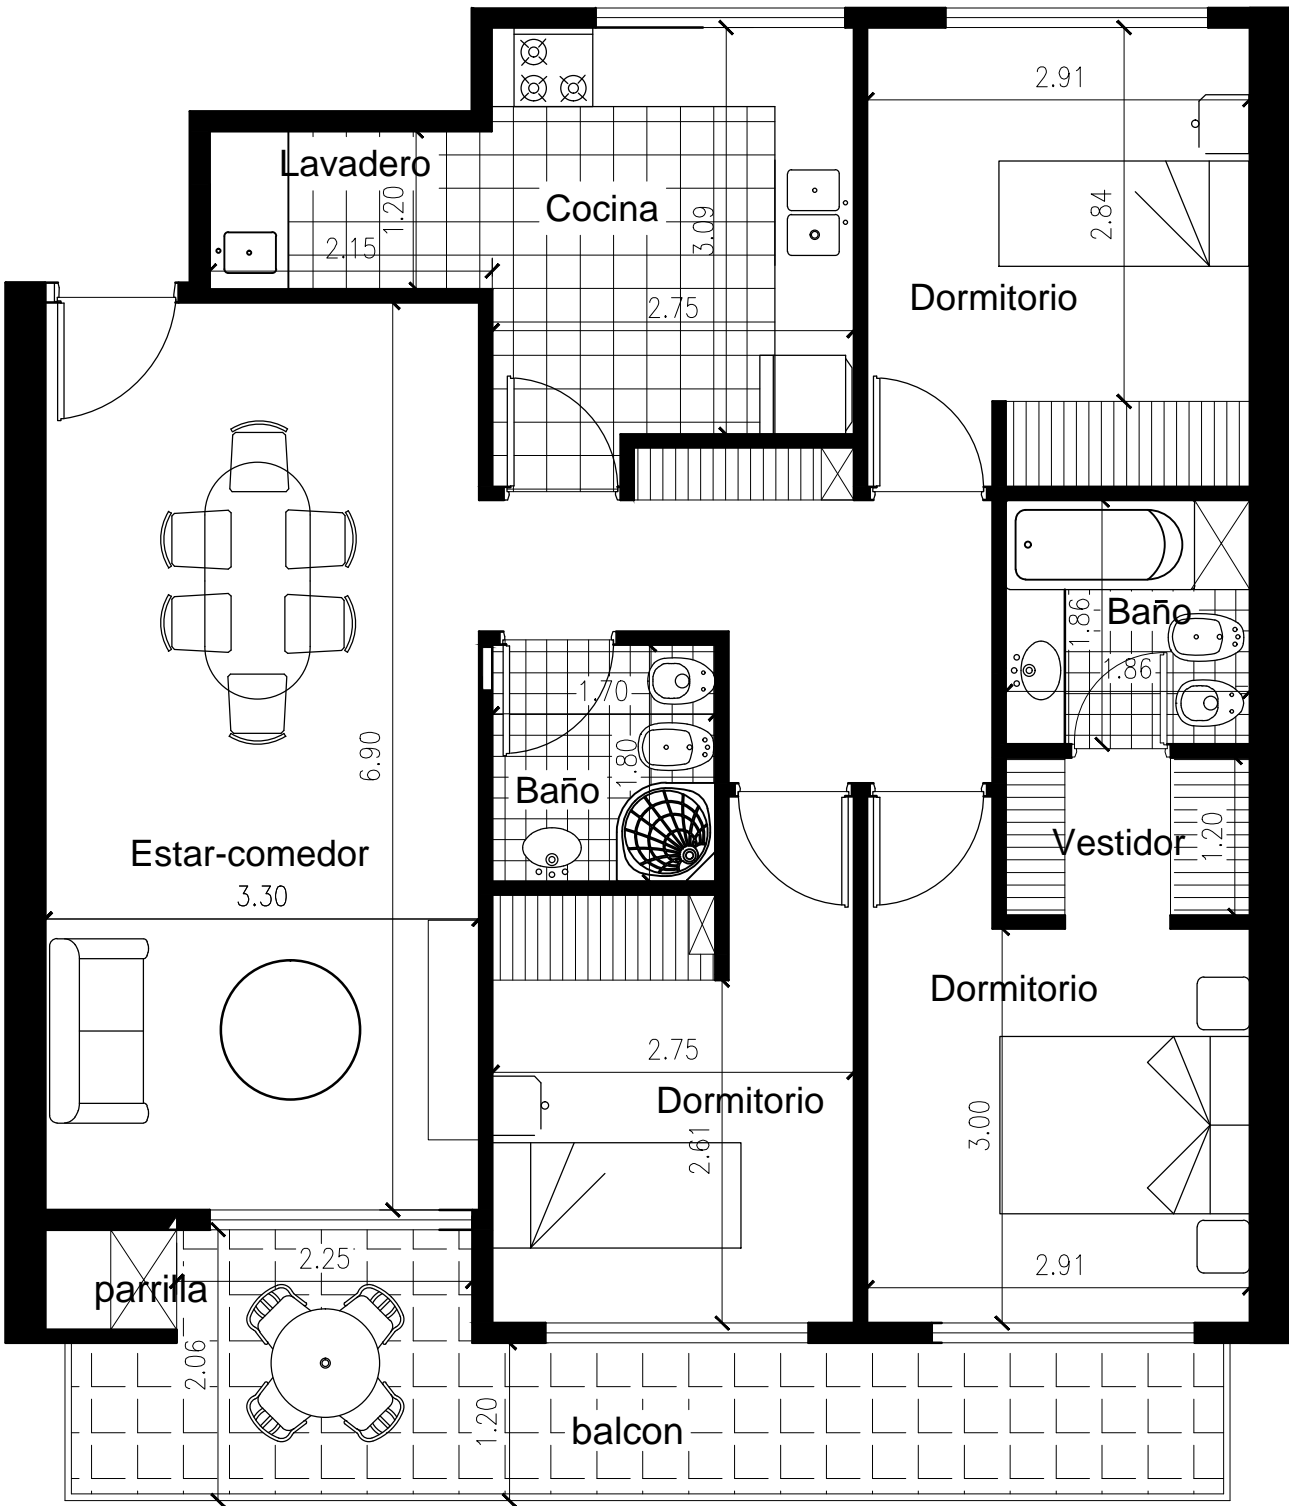 2.91
Lavadero
1.20
Cocina
3.09
2.84
2.15
Dormitorio
2.75
Baño
1.86
1.86
1.70
1.80
Baño
6.90
Estar-comedor
3.30
Vestidor
1.20
Dormitorio
2.75
Dormitorio
2.61
3.00
2.25
2.91
parrilla
2.06
1.20
balcon